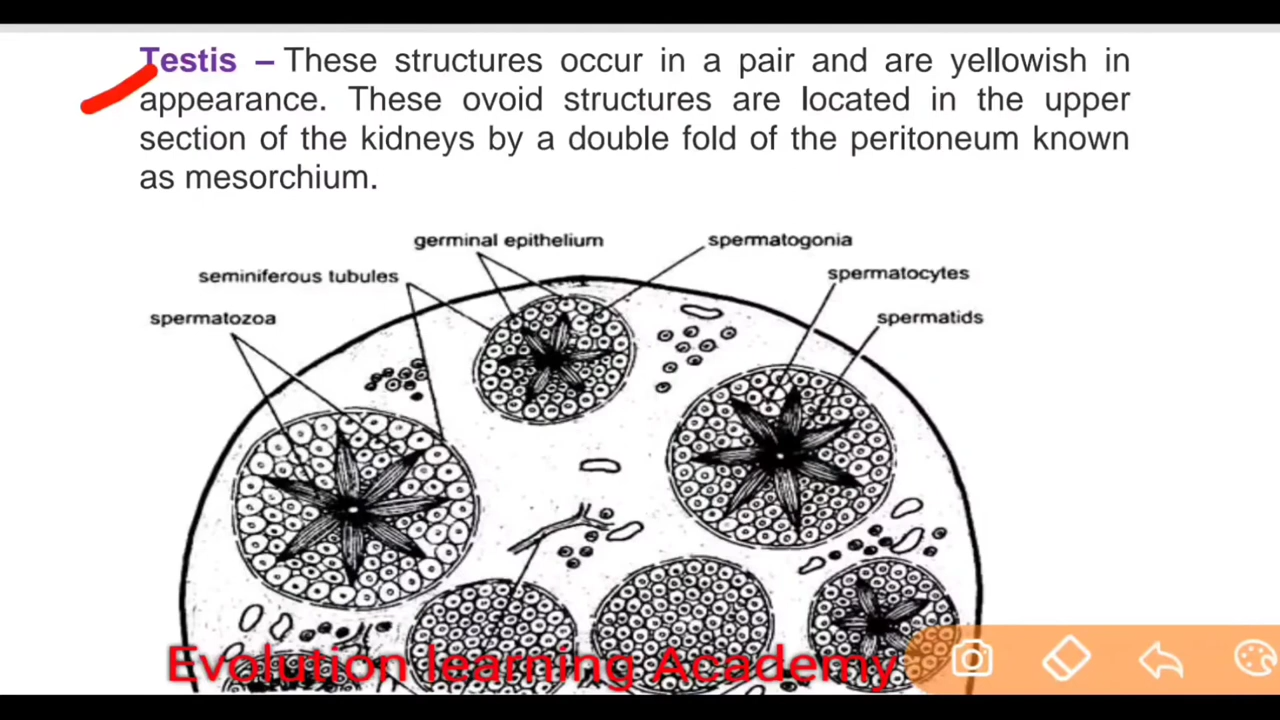 Testis – These structures occur in a pair and are yellowish in
appearance. These ovoid structures are located in the upper
section of the kidneys by a double fold of the peritoneum known
as mesorchium.
germinal epithelium
spermatogonia
seminiferous tubules
spermatocytes
spermatozoa
spermatids
Evolution learning Academy